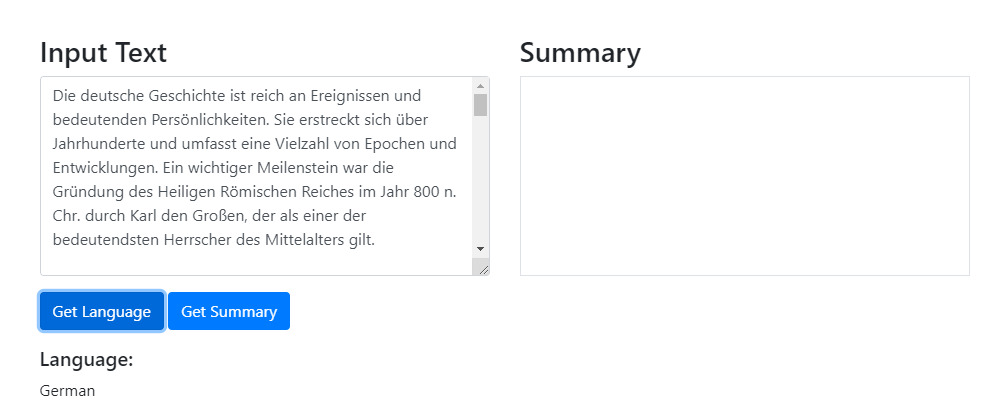 Input Text
Die deutsche Geschichte ist reich an Ereignissen und
bedeutenden Persönlichkeiten. Sie erstreckt sich über
Jahrhunderte und umfasst eine Vielzahl von Epochen und
Entwicklungen. Ein wichtiger Meilenstein war die
Gründung des Heiligen Römischen Reiches im Jahr 800 n.
Chr. durch Karl den Großen, der als einer der
bedeutendsten Herrscher des Mittelalters gilt.
Summary
Get Language
Get Summary
Language:
German